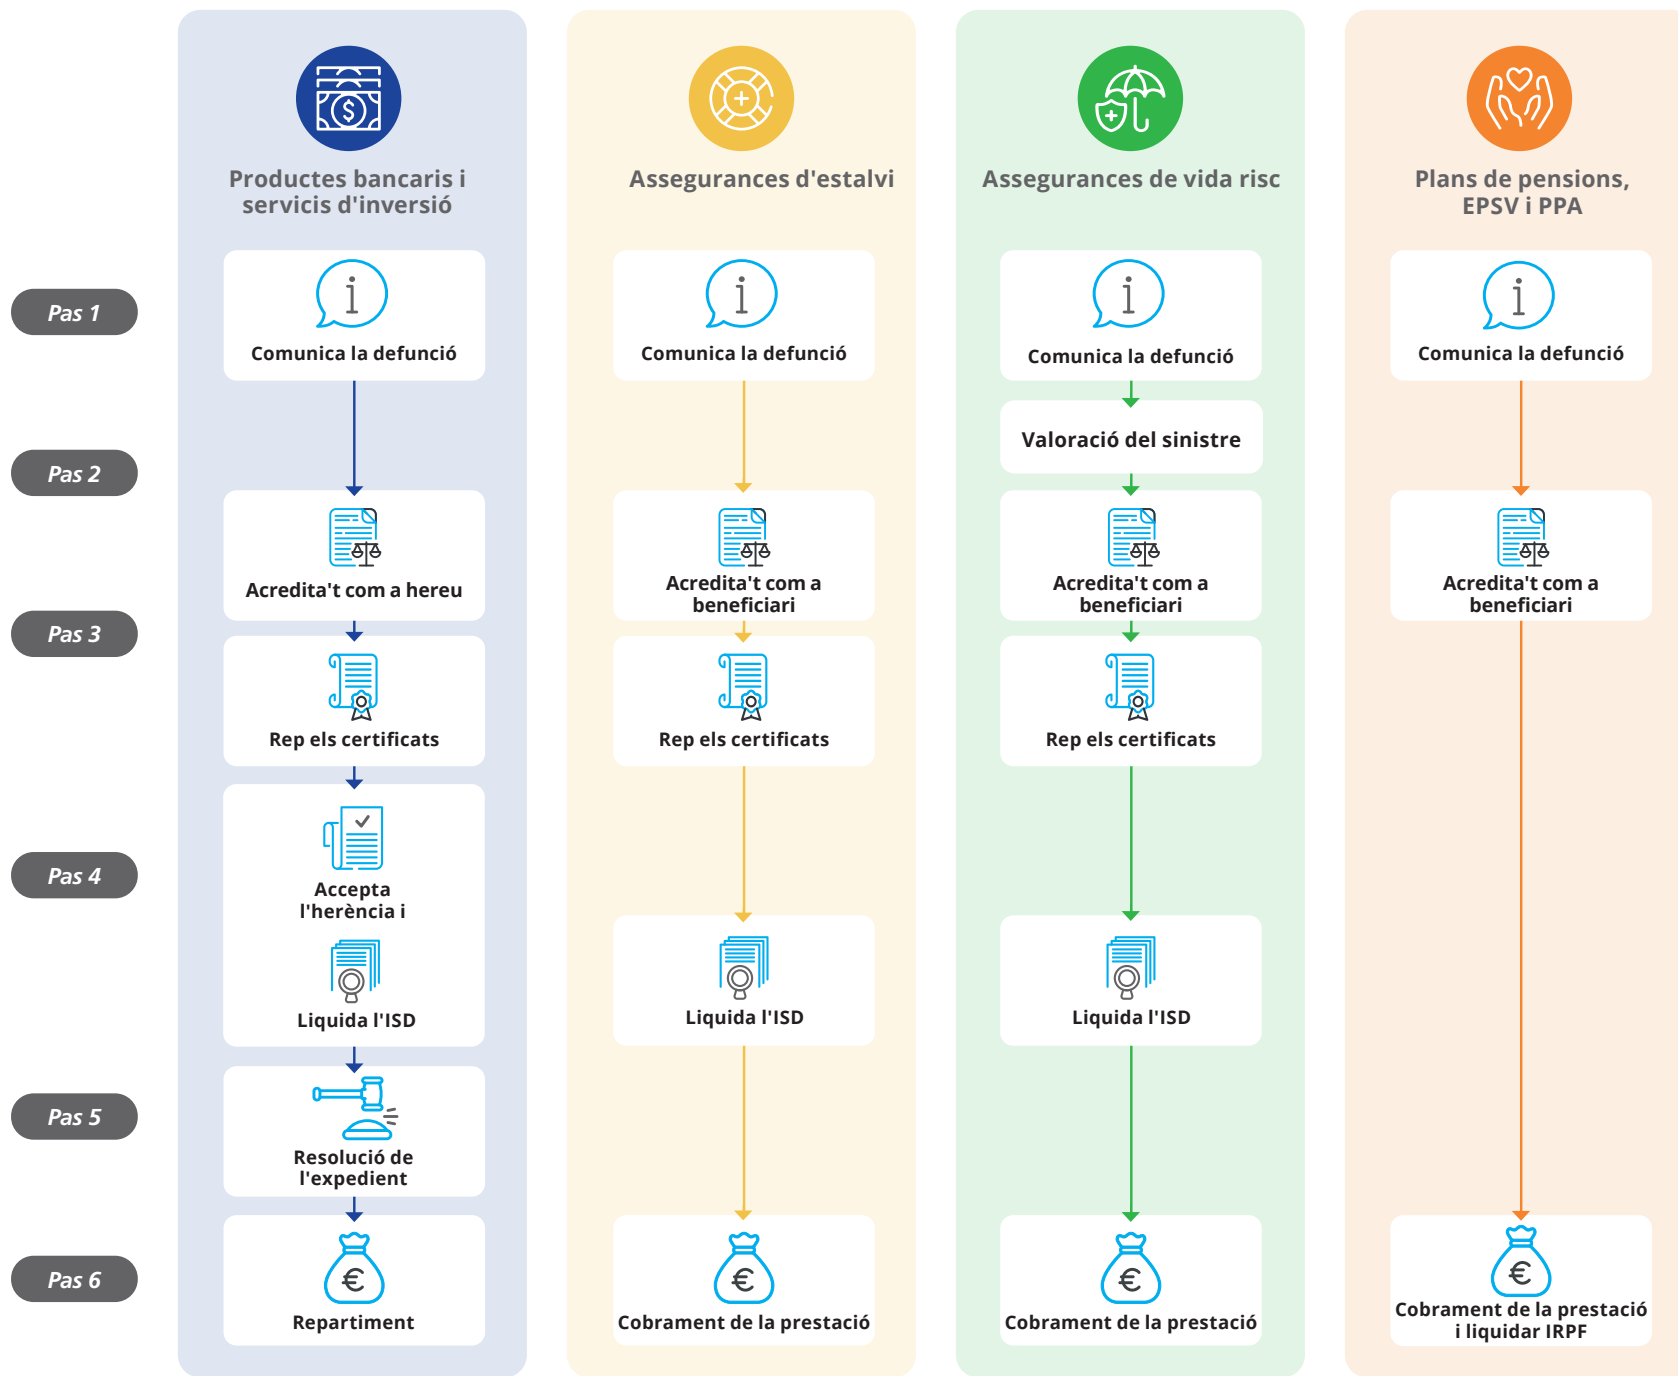 Productes bancaris i
servicis d'inversió
Assegurances d'estalvi
Assegurances de vida risc
Plans de pensions,
EPSV i PPA
Pas 1
Comunica la defunció
Comunica la defunció
Comunica la defunció
Comunica la defunció
Valoració del sinistre
Pas 2
Acredita't com a hereu
Acredita't com a
beneficiari
Acredita't com a
beneficiari
Acredita't com a
beneficiari
Pas 3
Rep els certificats
Rep els certificats
Rep els certificats
Pas 4
Accepta
l'herència i
Liquida l'ISD
Liquida l'ISD
Liquida l'ISD
Pas 5
Resolució de
l'expedient
Pas 6
Repartiment
Cobrament de la prestació
Cobrament de la prestació
Cobrament de la prestació
i liquidar IRPF